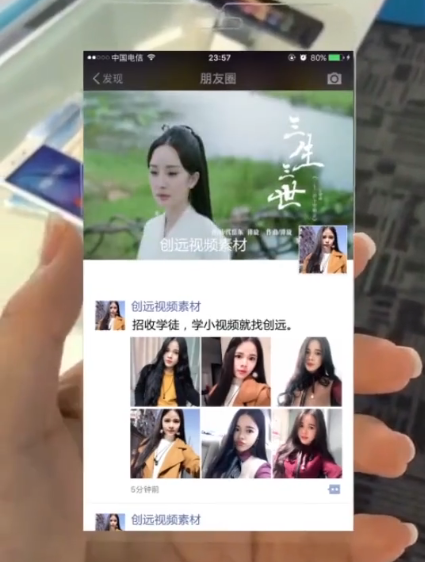 中国电信
23:57
80%
发现
朋友圈
三生三世
创远视频素材
创远视频素材
招收学徒，学小视频就找创远。
5分钟前
创远视频素材